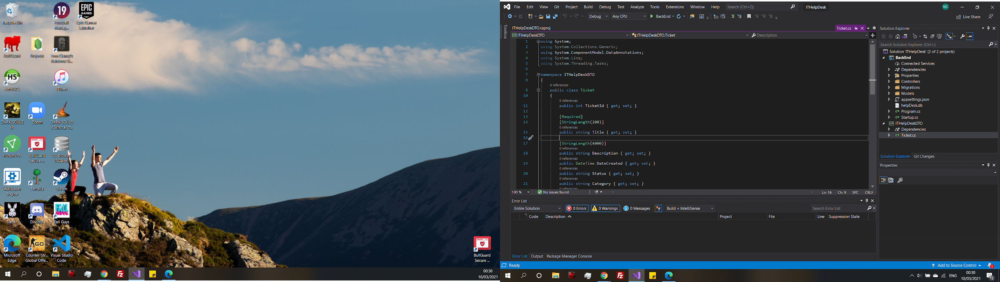 Recycle Bin
19
Football Manag...
EPIC GAMES
Epic Games Launcher
BullGuard
Projects
6
Tom Clancy's Rainbow Si...
HS
HeidiSQL
iTunes
DARK SOULS III
Zoom
DARK SOULS II Scholar o...
ProtonVPN
BullGuard Secure ...
DB Browser (SQLite)
Wallpaper Engine
Terraria
Steam
Deceit
Discord
FALL GUYS
Fall Guys
Microsoft Edge
GO
Counter-Str... Global Offe...
Visual Studio Code
BullGuard Secure ...
Fz
00:30
10/03/2021
File Edit View Git Project Build Debug Test Analyze Tools Extensions Window Help Search (Ctrl+Q) ITHelpDesk NC
Debug Any CPU BackEnd Live Share
Toolbox
ITHelpDeskDTO.csproj Ticket.cs
ITHelpDeskDTO ITHelpDeskDTO.Ticket Description
1 using System;
2 using System.Collections.Generic;
3 using System.ComponentModel.DataAnnotations;
4 using System.Linq;
5 using System.Threading.Tasks;
6
7 namespace ITHelpDeskDTO
8 {
0 references
9 public class Ticket
10 {
0 references
11 public int TicketId { get; set; }
12
13 [Required]
14 [StringLength(200)]
0 references
15 public string Title { get; set; }
16
17 [StringLength(4000)]
0 references
18 public string Description { get; set; }
0 references
19 public DateTime DateCreated { get; set; }
0 references
20 public string Status { get; set; }
0 references
21 public string Category { get; set; }
0 references
100 % No issues found Ln: 16 Ch: 9 SPC CRLF
Error List
Entire Solution 0 Errors 0 Warnings 0 Messages Build + IntelliSense Search Error List
Code Description Project File Line Suppression State
Error List Output Package Manager Console
Solution Explorer
Search Solution Explorer (Ctrl+;)
Solution 'ITHelpDesk' (2 of 2 projects)
BackEnd
Connected Services
Dependencies
Properties
Controllers
Migrations
Models
appsettings.json
helpDesk.db
C# Program.cs
C# Startup.cs
C# ITHelpDeskDTO
Dependencies
C# Ticket.cs
Solution Explorer Git Changes
Properties
Ready Add to Source Control 1
Fz
ENG
00:30
10/03/2021
12